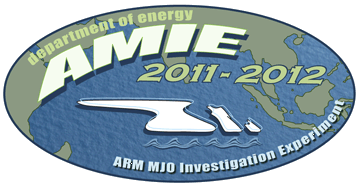 department of energy
AMIE
2011-2012
ARM MJO Investigation Experiment